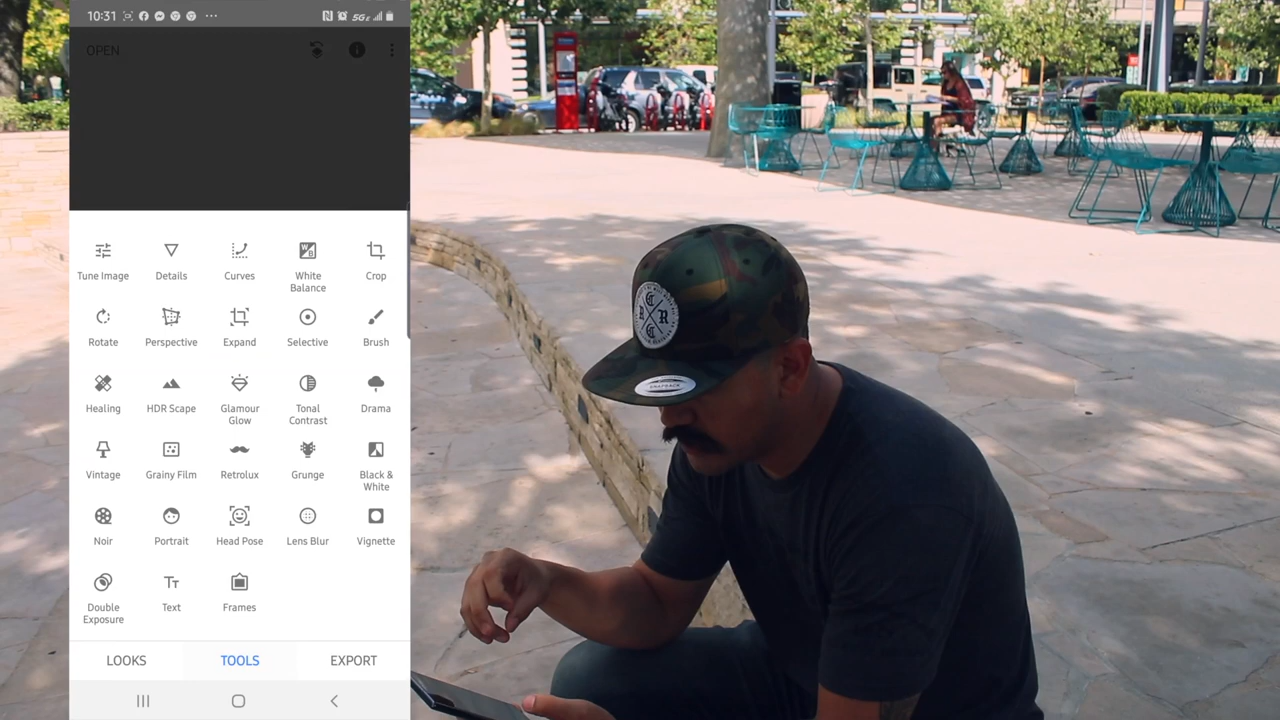 10:31
5GE
OPEN
Tune Image
Details
Curves
White
Balance
Crop
Rotate
Perspective
Expand
Selective
Brush
Healing
HDR Scape
Glamour
Glow
Tonal
Contrast
Drama
Vintage
Grainy Film
Retrolux
Grunge
Black &
White
Noir
Portrait
Head Pose
Lens Blur
Vignette
Double
Exposure
Text
Frames
LOOKS
TOOLS
EXPORT
C
R R
C
SNAPBACK